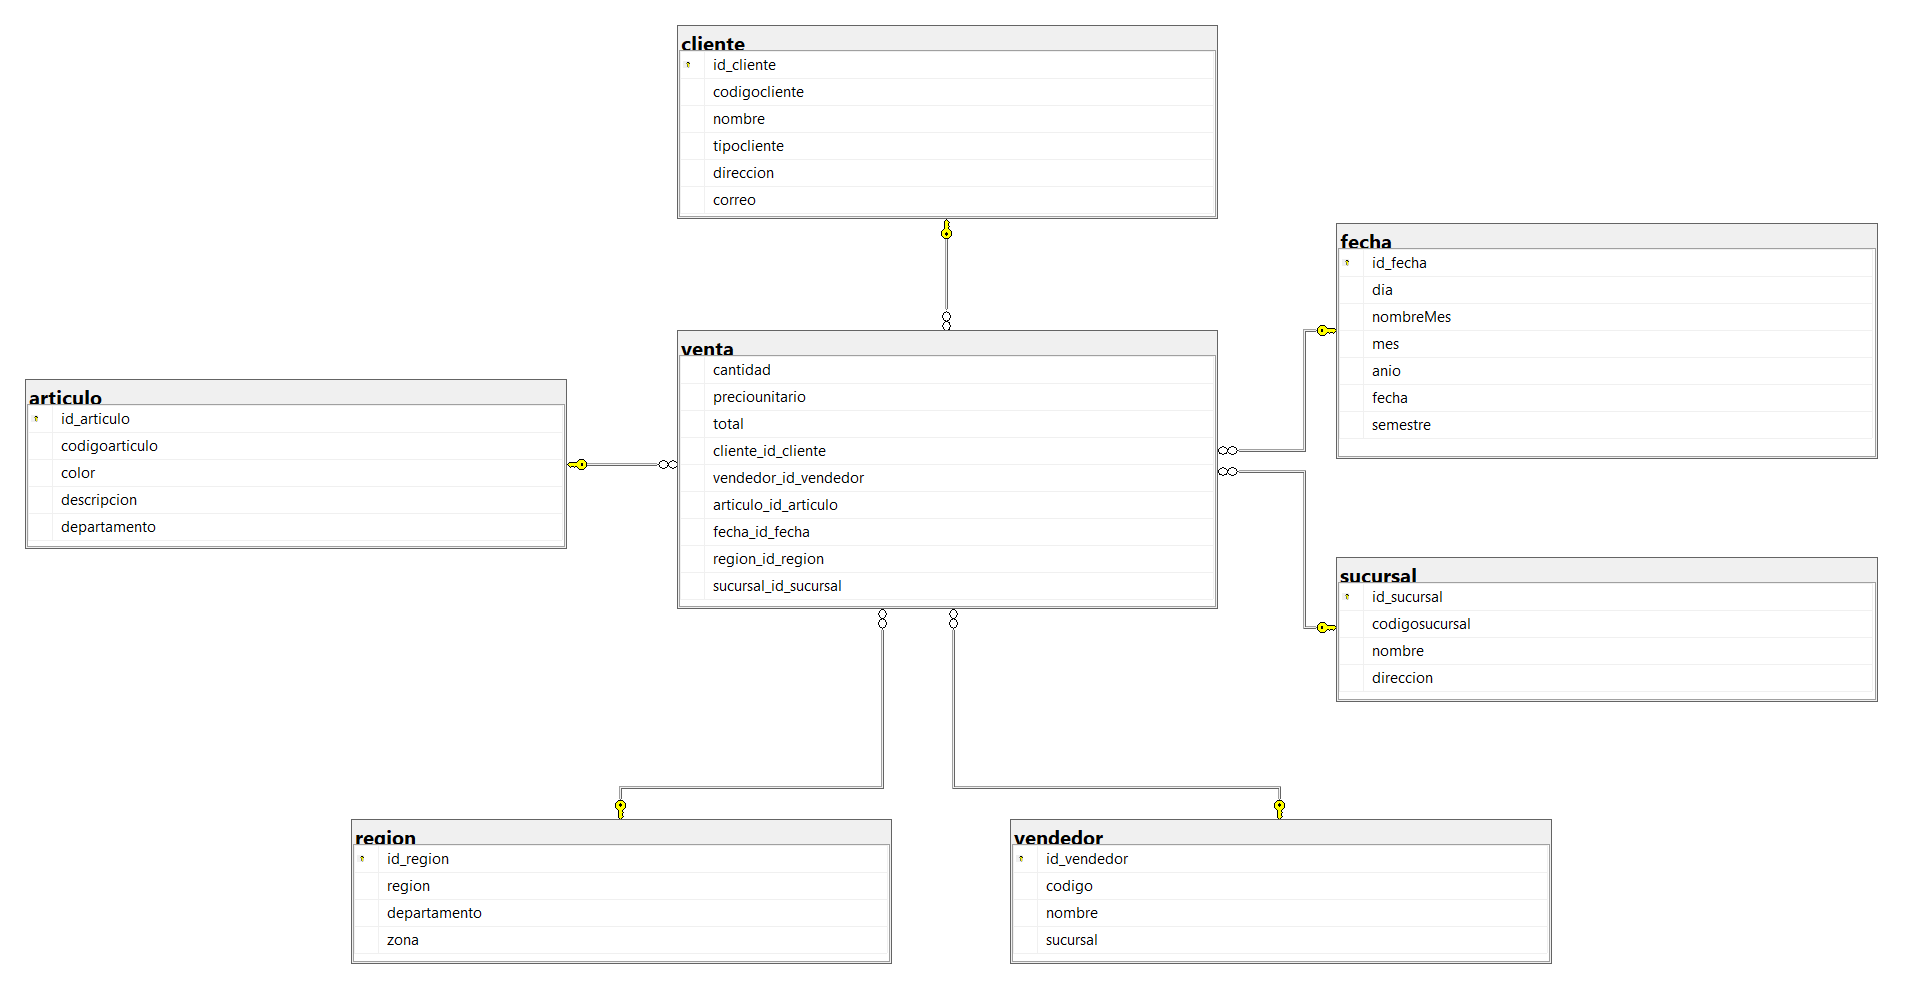 cliente
id_cliente
codigocliente
nombre
tipocliente
direccion
correo
fecha
id_fecha
dia
nombreMes
mes
anio
fecha
semestre
venta
cantidad
preciounitario
total
cliente_id_cliente
vendedor_id_vendedor
articulo_id_articulo
fecha_id_fecha
region_id_region
sucursal_id_sucursal
articulo
id_articulo
codigoarticulo
color
descripcion
departamento
sucursal
id_sucursal
codigosucursal
nombre
direccion
region
id_region
region
departamento
zona
vendedor
id_vendedor
codigo
nombre
sucursal